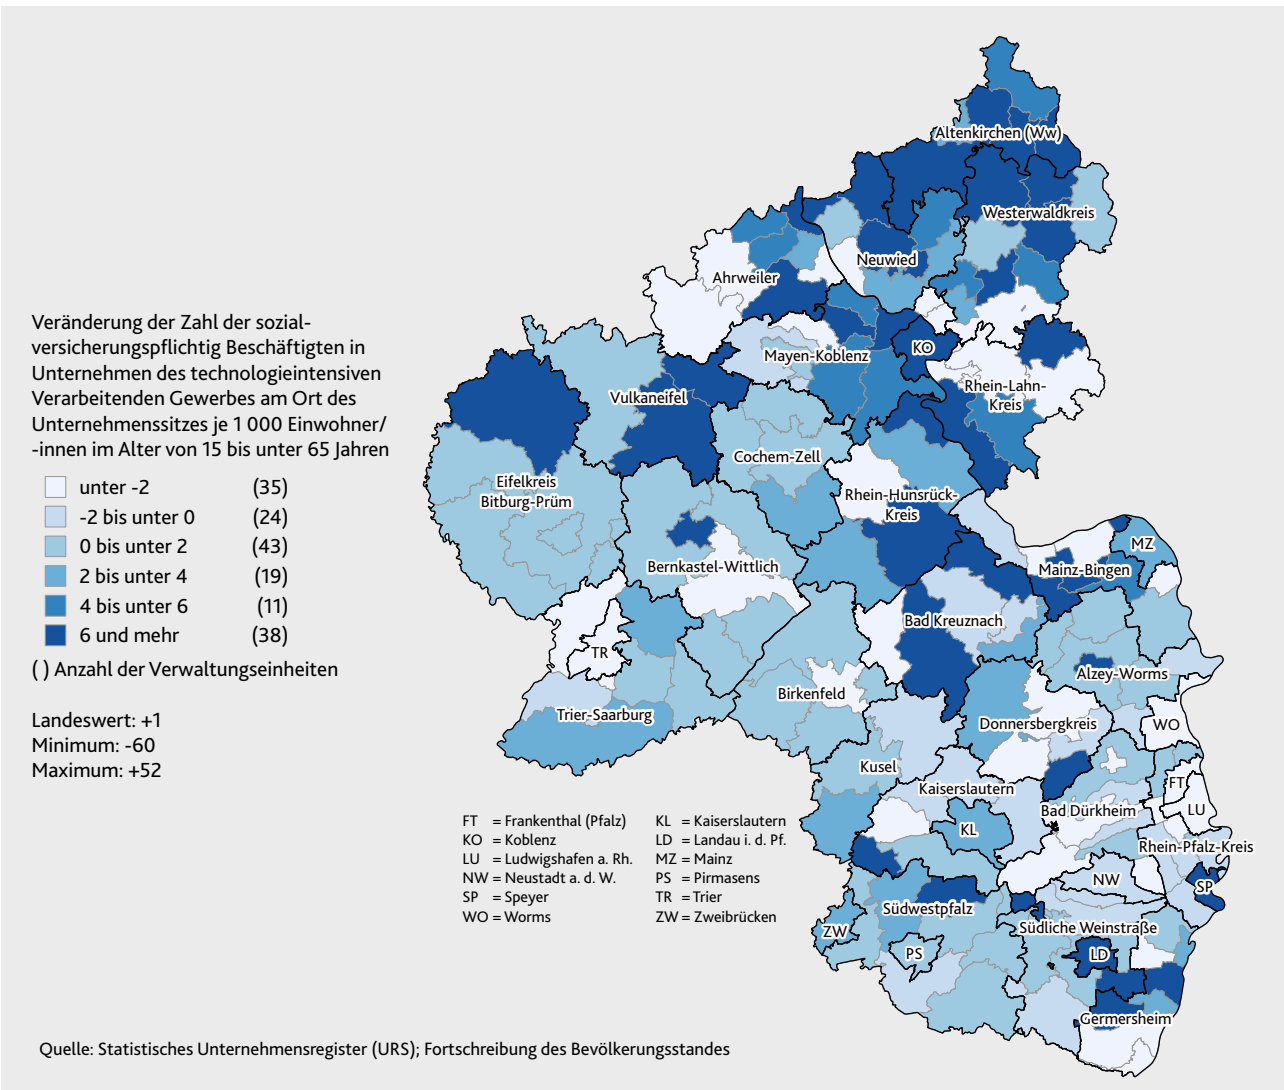 Altenkirchen (Ww)
Westerwaldkreis
Neuwied
Ahrweiler
KO
Mayen-Koblenz
Rhein-Lahn-
Kreis
Vulkaneifel
Cochem-Zell
Eifelkreis
Bitburg-Prüm
Rhein-Hunsrück-
Kreis
MZ
Mainz-Bingen
Bernkastel-Wittlich
Bad Kreuznach
TR
Alzey-Worms
Birkenfeld
Trier-Saarburg
Donnersbergkreis
WO
Kusel
Kaiserslautern
FT
Bad Dürkheim
LU
KL
Rhein-Pfalz-Kreis
NW
SP
Südwestpfalz
Südliche Weinstraße
ZW
PS
LD
Germersheim
Veränderung der Zahl der sozial-
versicherungspflichtig Beschäftigten in
Unternehmen des technologieintensiven
Verarbeitenden Gewerbes am Ort des
Unternehmenssitzes je 1 000 Einwohner/
-innen im Alter von 15 bis unter 65 Jahren
unter -2 (35)
-2 bis unter 0 (24)
0 bis unter 2 (43)
2 bis unter 4 (19)
4 bis unter 6 (11)
6 und mehr (38)
( ) Anzahl der Verwaltungseinheiten
Landeswert: +1
Minimum: -60
Maximum: +52
FT = Frankenthal (Pfalz) KL = Kaiserslautern
KO = Koblenz LD = Landau i. d. Pf.
LU = Ludwigshafen a. Rh. MZ = Mainz
NW = Neustadt a. d. W. PS = Pirmasens
SP = Speyer TR = Trier
WO = Worms ZW = Zweibrücken
Quelle: Statistisches Unternehmensregister (URS); Fortschreibung des Bevölkerungsstandes